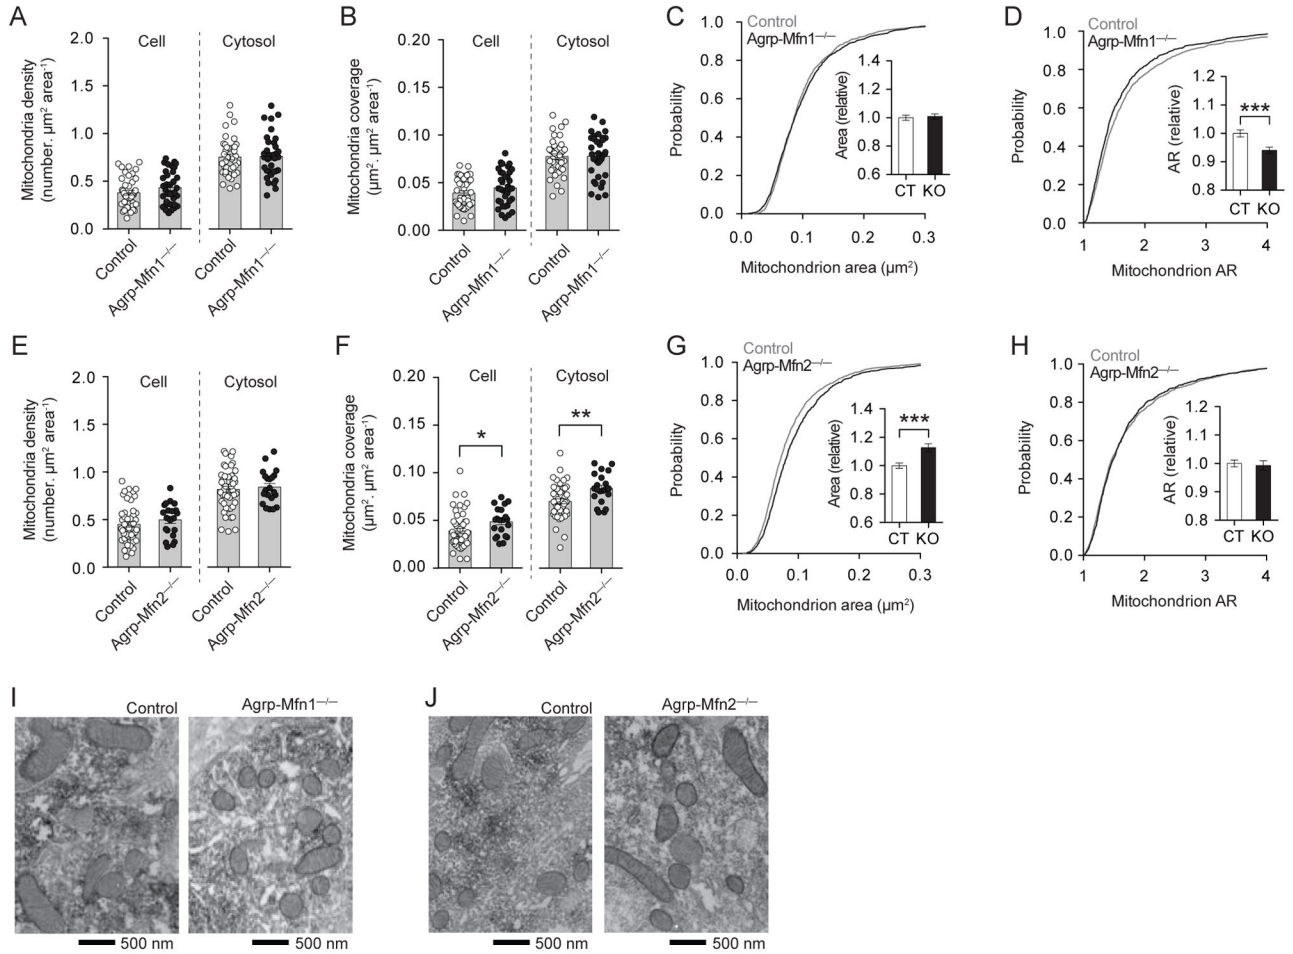 A
Mitochondria density
(number. µm² area⁻¹)
2.0
1.5
1.0
0.5
0.0
Cell
Cytosol
Control
Agrp-Mfn1⁻/⁻
Control
Agrp-Mfn1⁻/⁻
B
Mitochondria coverage
(µm². µm² area⁻¹)
0.20
0.15
0.10
0.05
0.00
Cell
Cytosol
Control
Agrp-Mfn1⁻/⁻
Control
Agrp-Mfn1⁻/⁻
C
Control
Agrp-Mfn1⁻/⁻
Probability
1.0
0.8
0.6
0.4
0.2
0.0
0.0 0.1 0.2 0.3
Mitochondrion area (µm²)
Area (relative)
1.4
1.2
1.0
0.8
0.6
CT KO
D
Control
Agrp-Mfn1⁻/⁻
Probability
1.0
0.8
0.6
0.4
0.2
0.0
1 2 3 4
Mitochondrion AR
AR (relative)
1.2
1.1
1.0
0.9
0.8
***
CT KO
E
Mitochondria density
(number. µm² area⁻¹)
2.0
1.5
1.0
0.5
0.0
Cell
Cytosol
Control
Agrp-Mfn2⁻/⁻
Control
Agrp-Mfn2⁻/⁻
F
Mitochondria coverage
(µm². µm² area⁻¹)
0.20
0.15
0.10
0.05
0.00
Cell
Cytosol
*
**
Control
Agrp-Mfn2⁻/⁻
Control
Agrp-Mfn2⁻/⁻
G
Control
Agrp-Mfn2⁻/⁻
Probability
1.0
0.8
0.6
0.4
0.2
0.0
0.0 0.1 0.2 0.3
Mitochondrion area (µm²)
Area (relative)
1.4
1.2
1.0
0.8
0.6
***
CT KO
H
Control
Agrp-Mfn2⁻/⁻
Probability
1.0
0.8
0.6
0.4
0.2
0.0
1 2 3 4
Mitochondrion AR
AR (relative)
1.2
1.1
1.0
0.9
0.8
CT KO
I
Control
Agrp-Mfn1⁻/⁻
500 nm
500 nm
J
Control
Agrp-Mfn2⁻/⁻
500 nm
500 nm